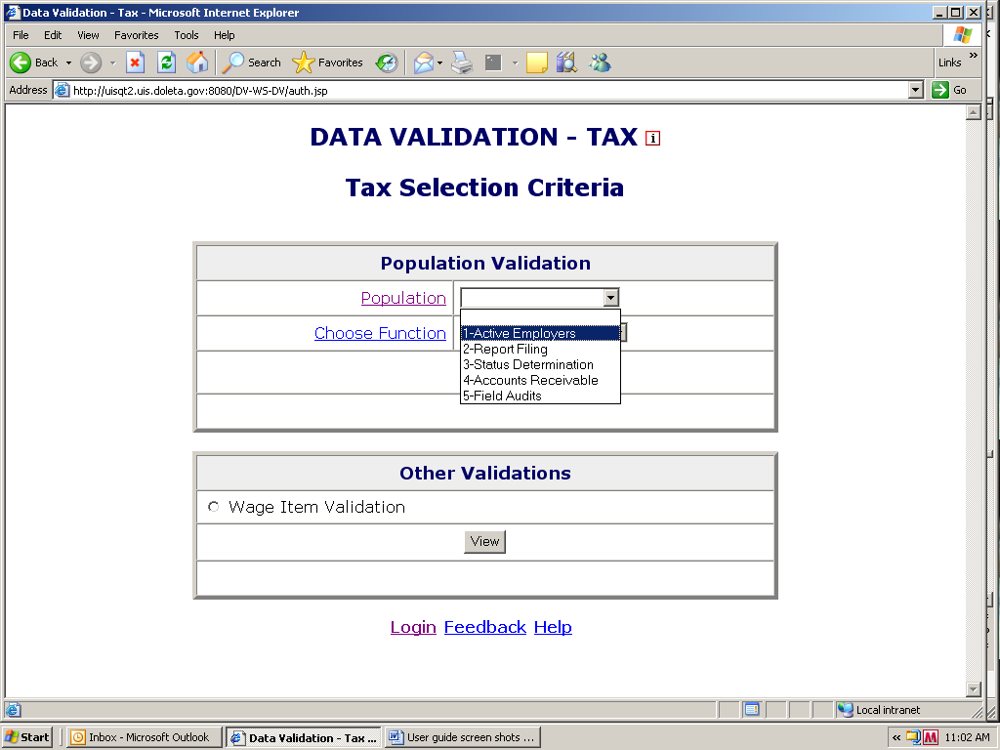 Data Validation - Tax - Microsoft Internet Explorer
File Edit View Favorites Tools Help
Back Search Favorites Links »
Address http://uisqt2.uis.doleta.gov:8080/DV-WS-DV/auth.jsp Go
DATA VALIDATION - TAX i
Tax Selection Criteria
Population Validation
Population
Choose Function
1-Active Employers
2-Report Filing
3-Status Determination
4-Accounts Receivable
5-Field Audits
Other Validations
Wage Item Validation
View
Login Feedback Help
Local intranet
Start Inbox - Microsoft Outlook Data Validation - Tax ... User guide screen shots ... « M 11:02 AM